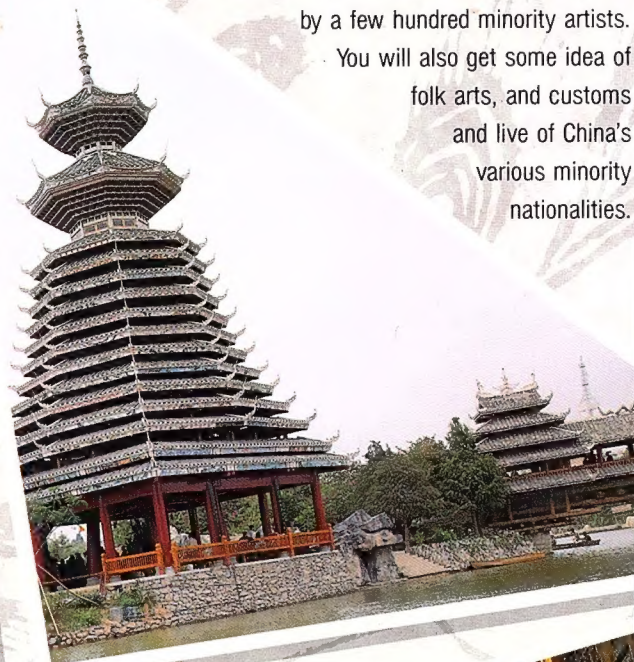 by a few hundred minority artists.
You will also get some idea of
folk arts, and customs
and live of China's
various minority
nationalities.